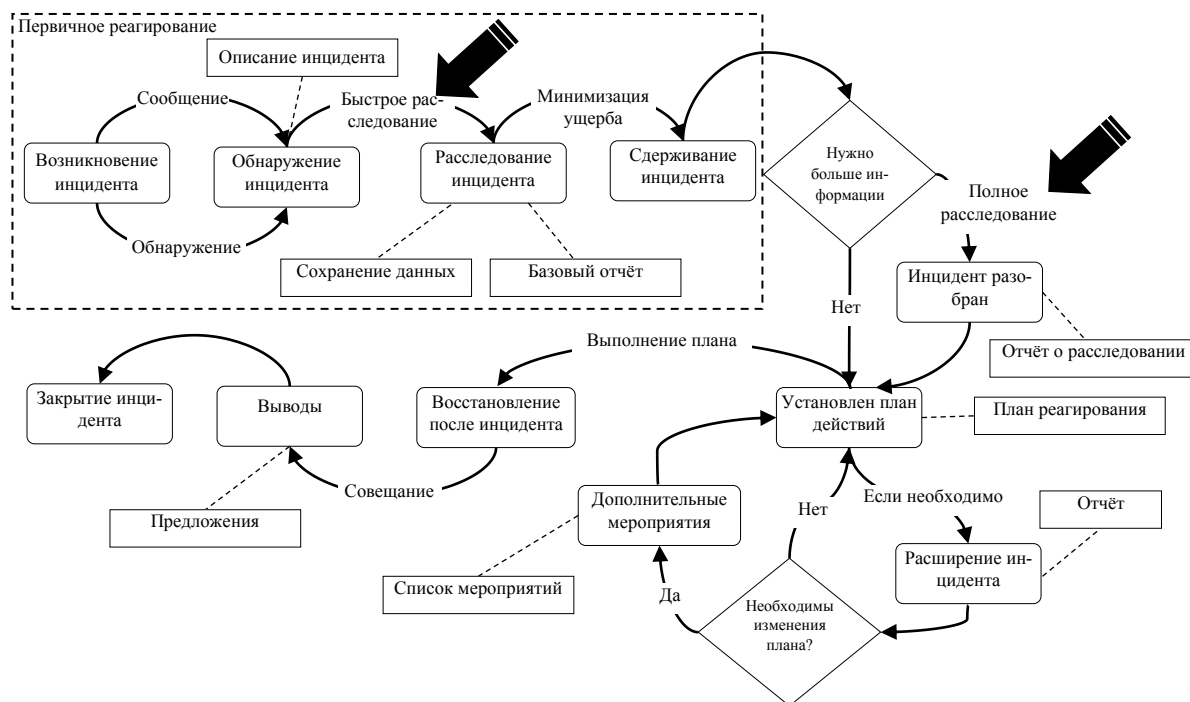 Первичное реагирование
Описание инцидента
Сообщение
Быстрое рас-
следование
Минимизация
ущерба
Возникновение
инцидента
Обнаружение
инцидента
Расследование
инцидента
Сдерживание
инцидента
Нужно
больше ин-
формации
Полное
расследование
Обнаружение
Сохранение данных
Базовый отчёт
Инцидент разо-
бран
Нет
Отчёт о расследовании
Выполнение плана
Закрытие инци-
дента
Выводы
Восстановление
после инцидента
Установлен план
действий
План реагирования
Совещание
Предложения
Дополнительные
мероприятия
Нет
Если необходимо
Отчёт
Расширение ин-
цидента
Список мероприятий
Да
Необходимы
изменения
плана?